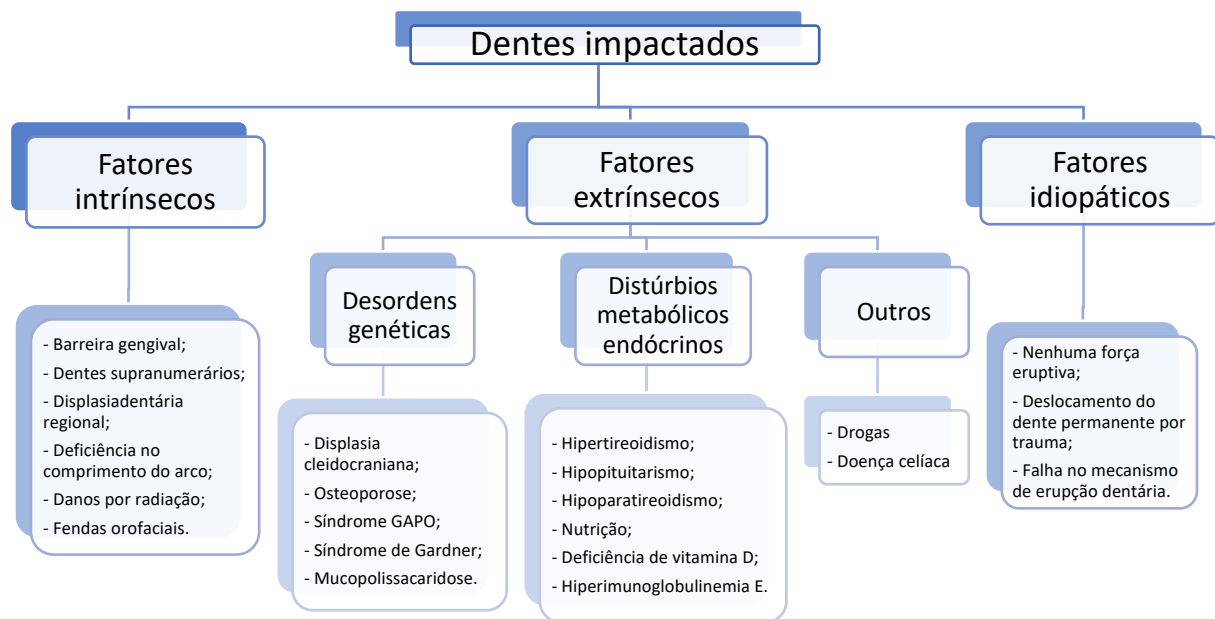 Dentes impactados
Fatores
intrínsecos
- Barreira gengival;
- Dentes supranumerários;
- Displasiadentária
regional;
- Deficiência no
comprimento do arco;
- Danos por radiação;
- Fendas orofaciais.
Fatores
extrínsecos
Desordens
genéticas
- Displasia
cleidocraniana;
- Osteoporose;
- Síndrome GAPO;
- Síndrome de Gardner;
- Mucopolissacaridose.
Distúrbios
metabólicos
endócrinos
- Hipertireoidismo;
- Hipopituitarismo;
- Hipoparatireoidismo;
- Nutrição;
- Deficiência de vitamina D;
- Hiperimunoglobulinemia E.
Outros
- Drogas
- Doença celíaca
Fatores
idiopáticos
- Nenhuma força
eruptiva;
- Deslocamento do
dente permanente por
trauma;
- Falha no mecanismo
de erupção dentária.